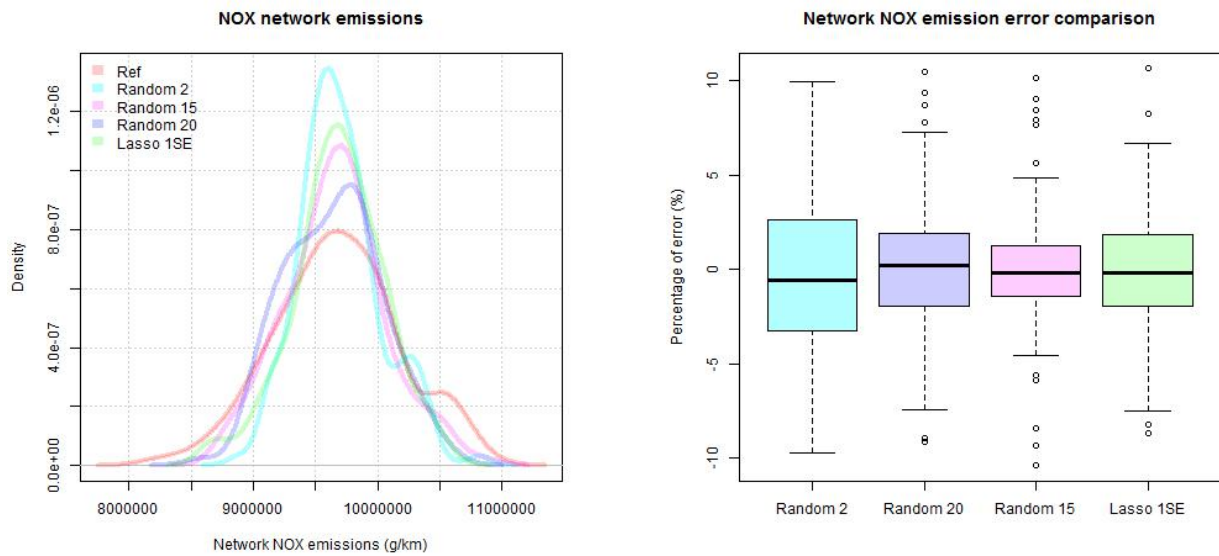 NOX network emissions
Ref
Random 2
Random 15
Random 20
Lasso 1SE
Density
0.0e+00
4.0e-07
8.0e-07
1.2e-06
8000000 9000000 10000000 11000000
Network NOX emissions (g/km)
Network NOX emission error comparison
Percentage of error (%)
10
5
0
-5
-10
Random 2 Random 20 Random 15 Lasso 1SE